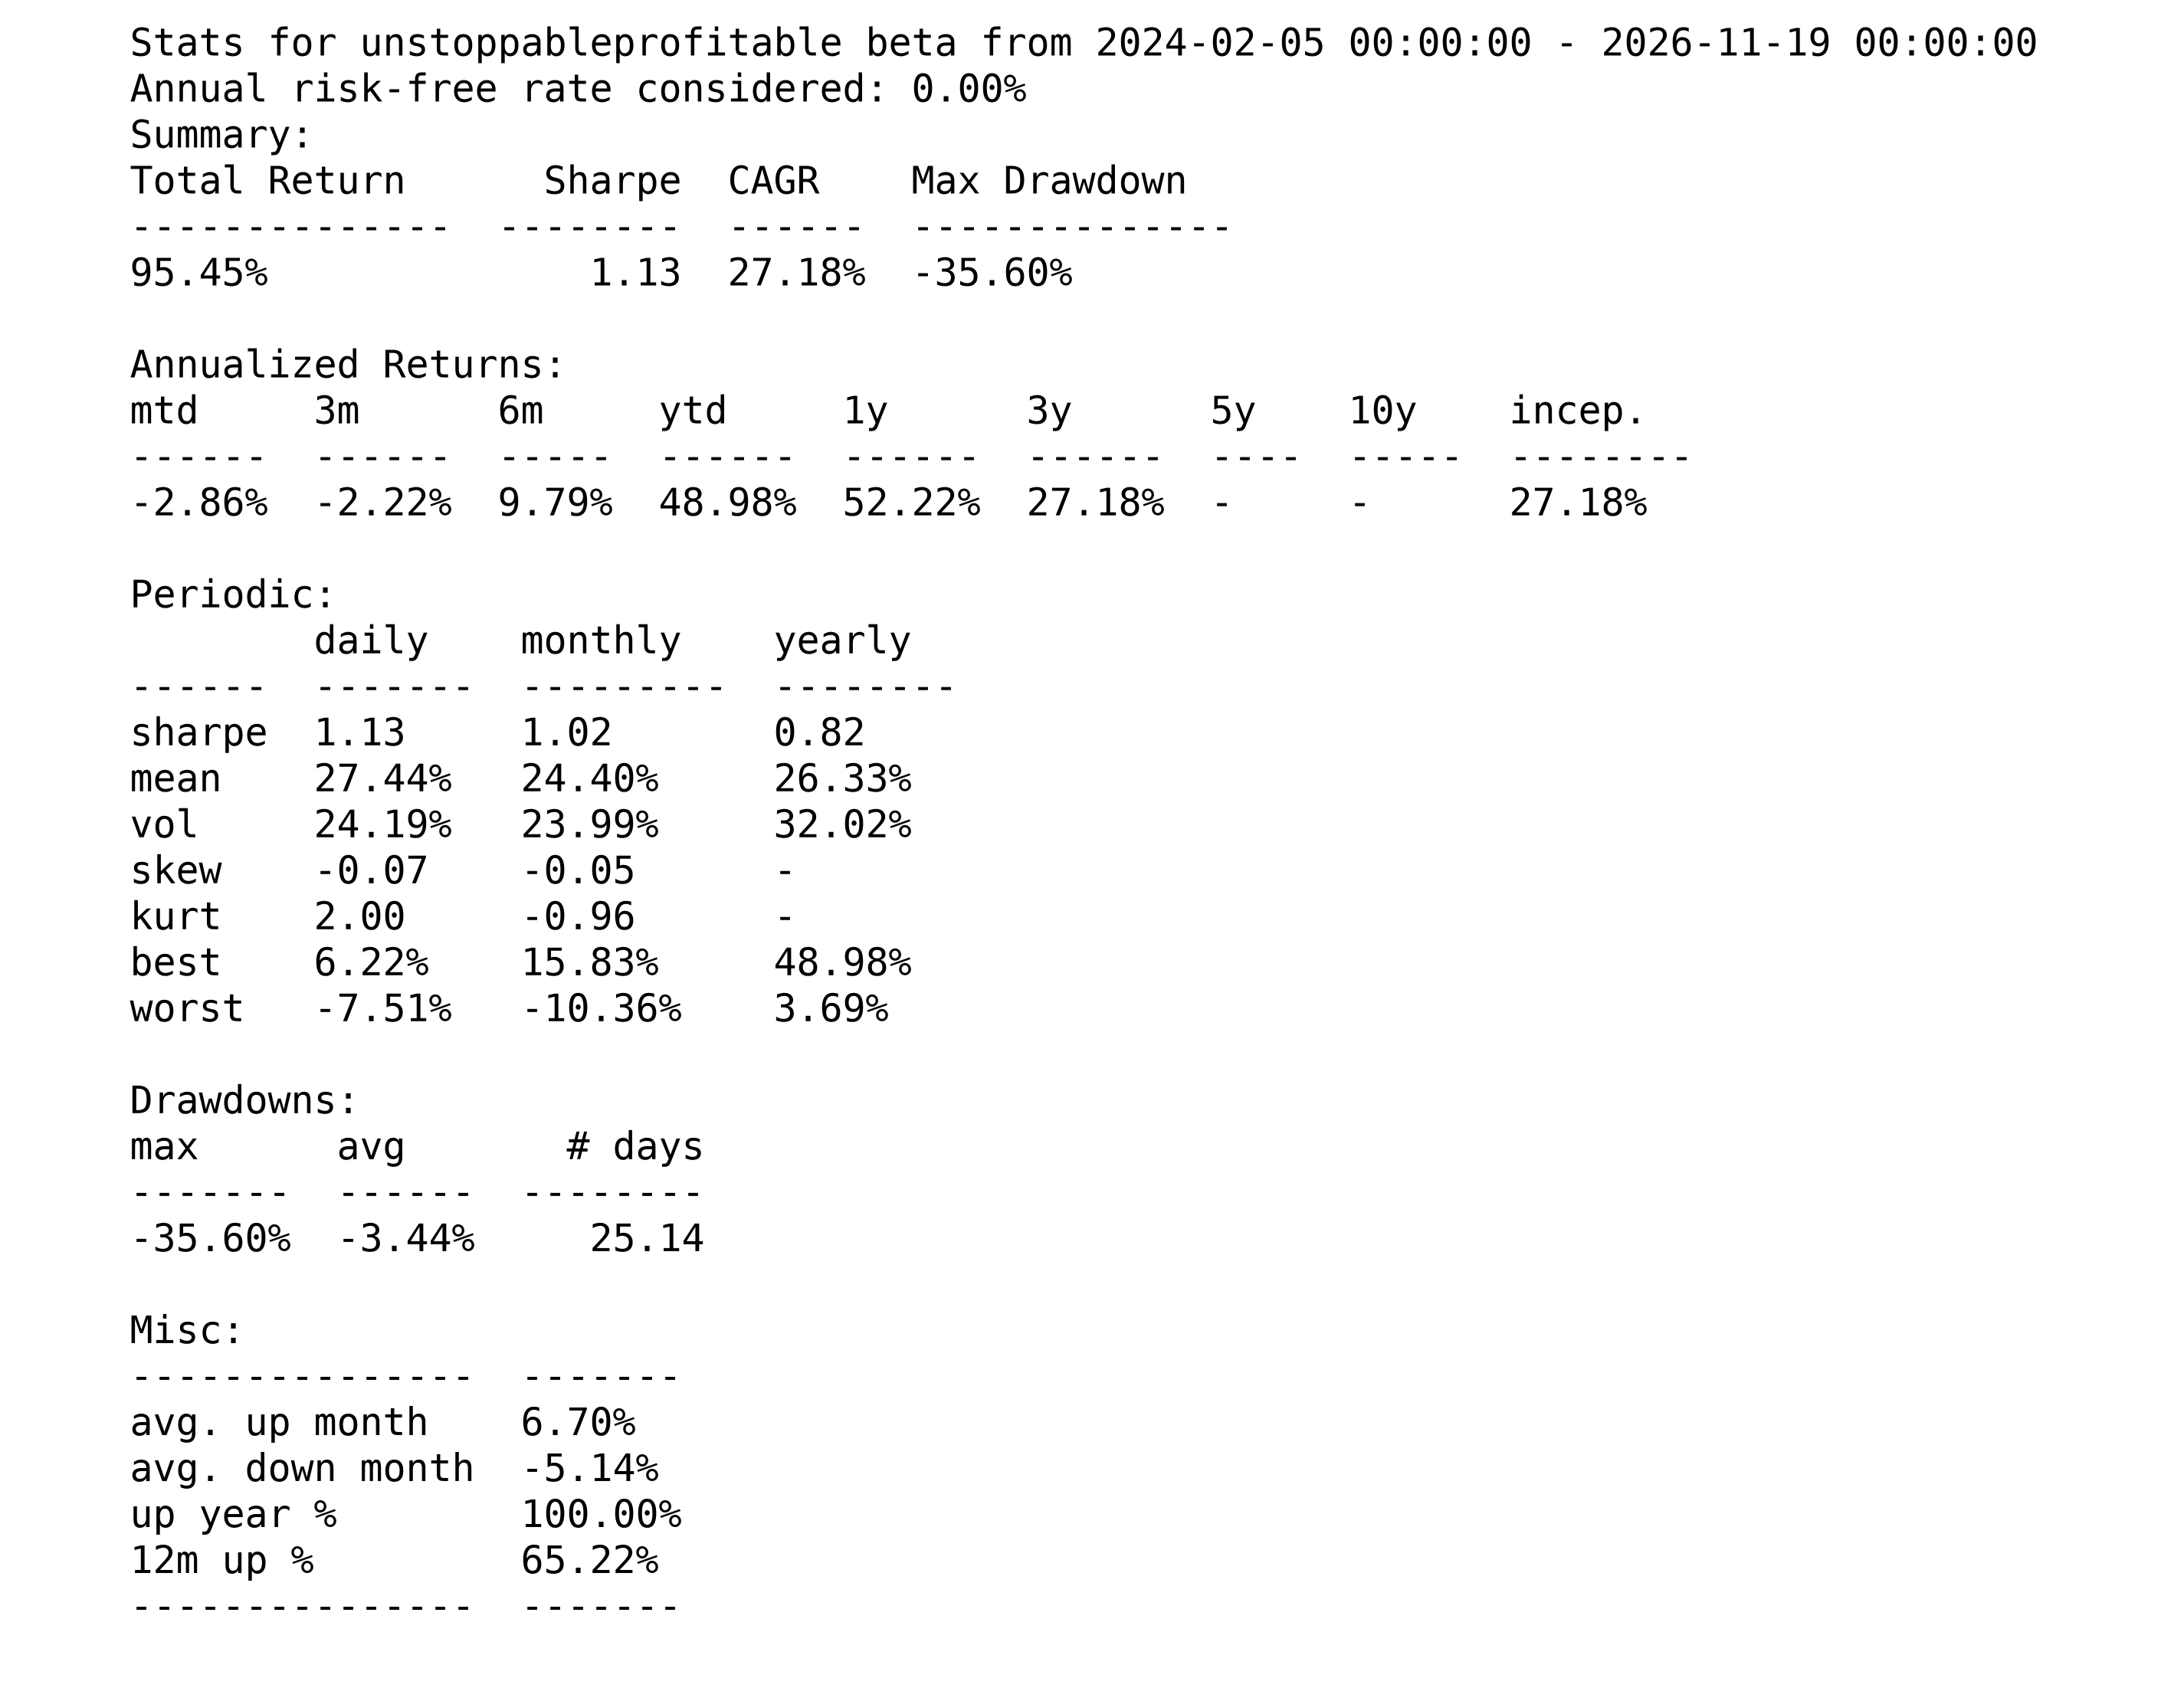 Stats for unstoppableprofitable beta from 2024-02-05 00:00:00 - 2026-11-19 00:00:00
Annual risk-free rate considered: 0.00%
Summary:
Total Return      Sharpe  CAGR    Max Drawdown
--------------  --------  ------  --------------
95.45%              1.13  27.18%  -35.60%

Annualized Returns:
mtd     3m      6m     ytd     1y      3y      5y    10y    incep.
------  ------  -----  ------  ------  ------  ----  -----  --------
-2.86%  -2.22%  9.79%  48.98%  52.22%  27.18%  -     -      27.18%

Periodic:
        daily    monthly    yearly
------  -------  ---------  --------
sharpe  1.13     1.02       0.82
mean    27.44%   24.40%     26.33%
vol     24.19%   23.99%     32.02%
skew    -0.07    -0.05      -
kurt    2.00     -0.96      -
best    6.22%    15.83%     48.98%
worst   -7.51%   -10.36%    3.69%

Drawdowns:
max      avg       # days
-------  ------  --------
-35.60%  -3.44%     25.14

Misc:
---------------  -------
avg. up month    6.70%
avg. down month  -5.14%
up year %        100.00%
12m up %         65.22%
---------------  -------